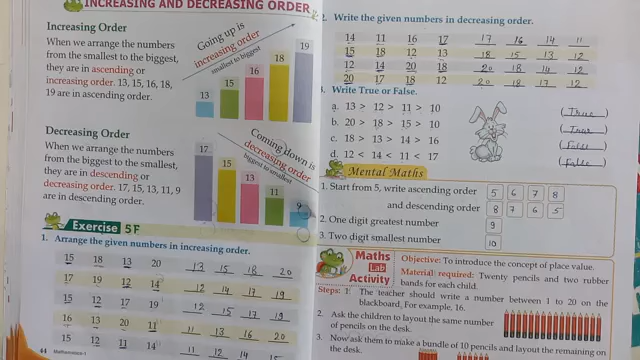 INCREASING AND DECREASING ORDER
Increasing Order
When we arrange the numbers
from the smallest to the biggest,
they are in ascending or
increasing order. 13, 15, 16, 18,
19 are in ascending order.
Going up is
increasing order
smallest to biggest
13 15 16 18 19
Decreasing Order
When we arrange the numbers
from the biggest to the smallest,
they are in descending or
decreasing order. 17, 15, 13, 11, 9
are in descending order.
Coming down is
decreasing order
biggest to smallest
17 15 13 11 9
Exercise 5F
1. Arrange the given numbers in increasing order.
15 18 13 20 13 15 18 20
17 19 12 14 12 14 17 19
15 12 17 19 12 15 17 19
16 13 20 11 11 13 16 20
15 12 11 14 11 12 14 15
44 Mathematics-1
2. Write the given numbers in decreasing order.
14 11 16 17 17 16 14 11
15 18 12 13 18 15 13 12
12 14 20 18 20 18 14 12
20 17 18 12 20 18 17 12
Write True or False.
a. 13 > 12 > 11 > 10 (True)
b. 20 > 18 > 15 > 10 (True)
c. 18 > 13 > 14 > 16 (False)
d. 12 < 14 < 11 < 17 (False)
Mental Maths
1. Start from 5, write ascending order 5 6 7 8
and descending order 8 7 6 5
2. One digit greatest number 9
3. Two digit smallest number 10
Maths Lab Activity
Objective: To introduce the concept of place value.
Material required: Twenty pencils and two rubber
bands for each child.
Steps: 1. The teacher should write a number between 1 to 20 on the
blackboard. For example, 16.
2. Ask the children to layout the same number
of pencils on the desk.
3. Now ask them to make a bundle of 10 pencils and layout the remaining on
the desk.